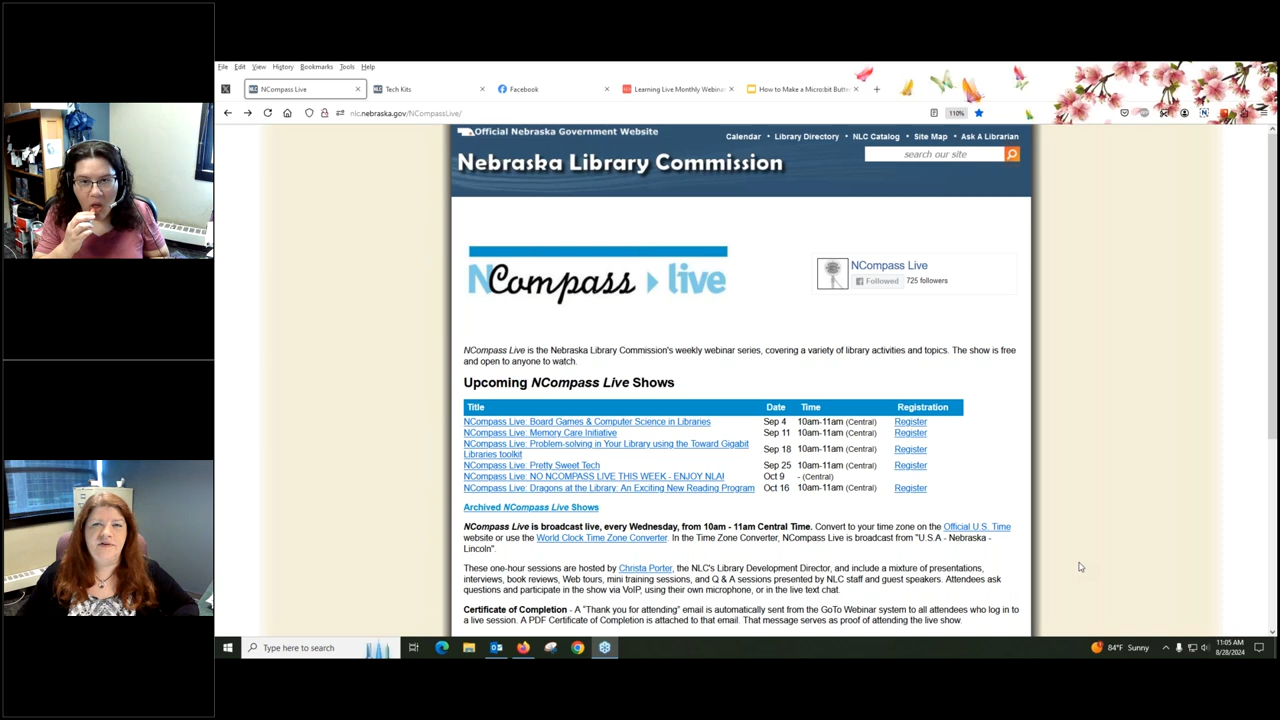 File Edit View History Bookmarks Tools Help
NCompass Live
Tech Kits
Facebook
Learning Live Monthly Webina
How to Make a Micro:bit Butte
nlc.nebraska.gov/NCompassLive/
110%
Official Nebraska Government Website
Calendar • Library Directory • NLC Catalog • Site Map • Ask A Librarian
Nebraska Library Commission
search our site
NCompass live
NCompass Live
Followed 725 followers
NCompass Live is the Nebraska Library Commission's weekly webinar series, covering a variety of library activities and topics. The show is free
and open to anyone to watch.
Upcoming NCompass Live Shows
Title Date Time Registration
NCompass Live: Board Games & Computer Science in Libraries Sep 4 10am-11am (Central) Register
NCompass Live: Memory Care Initiative Sep 11 10am-11am (Central) Register
NCompass Live: Problem-solving in Your Library using the Toward Gigabit
Libraries toolkit Sep 18 10am-11am (Central) Register
NCompass Live: Pretty Sweet Tech Sep 25 10am-11am (Central) Register
NCompass Live: NO NCOMPASS LIVE THIS WEEK - ENJOY NLA! Oct 9 - (Central)
NCompass Live: Dragons at the Library: An Exciting New Reading Program Oct 16 10am-11am (Central) Register
Archived NCompass Live Shows
NCompass Live is broadcast live, every Wednesday, from 10am - 11am Central Time. Convert to your time zone on the Official U.S. Time
website or use the World Clock Time Zone Converter. In the Time Zone Converter, NCompass Live is broadcast from "U.S.A - Nebraska -
Lincoln".
These one-hour sessions are hosted by Christa Porter, the NLC's Library Development Director, and include a mixture of presentations,
interviews, book reviews, Web tours, mini training sessions, and Q & A sessions presented by NLC staff and guest speakers. Attendees ask
questions and participate in the show via VoIP, using their own microphone, or in the live text chat.
Certificate of Completion - A "Thank you for attending" email is automatically sent from the GoTo Webinar system to all attendees who log in to
a live session. A PDF Certificate of Completion is attached to that email. That message serves as proof of attending the live show.
Type here to search
84°F Sunny
11:05 AM
8/28/2024